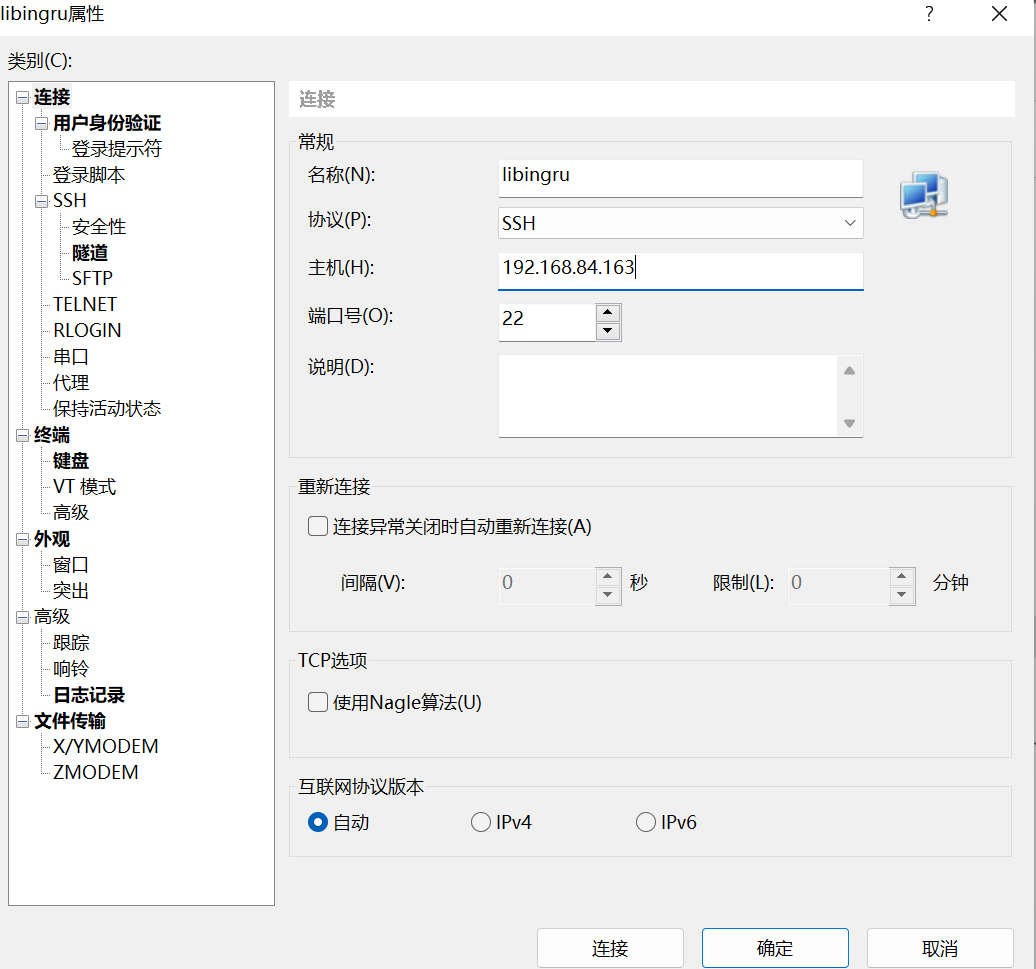 libingru属性
?
类别(C):
连接
用户身份验证
登录提示符
登录脚本
SSH
安全性
隧道
SFTP
TELNET
RLOGIN
串口
代理
保持活动状态
终端
键盘
VT 模式
高级
外观
窗口
突出
高级
跟踪
响铃
日志记录
文件传输
X/YMODEM
ZMODEM
连接
常规
名称(N): libingru
协议(P): SSH
主机(H): 192.168.84.163
端口号(O): 22
说明(D):
重新连接
连接异常关闭时自动重新连接(A)
间隔(V): 0 秒 限制(L): 0 分钟
TCP选项
使用Nagle算法(U)
互联网协议版本
自动 IPv4 IPv6
连接 确定 取消